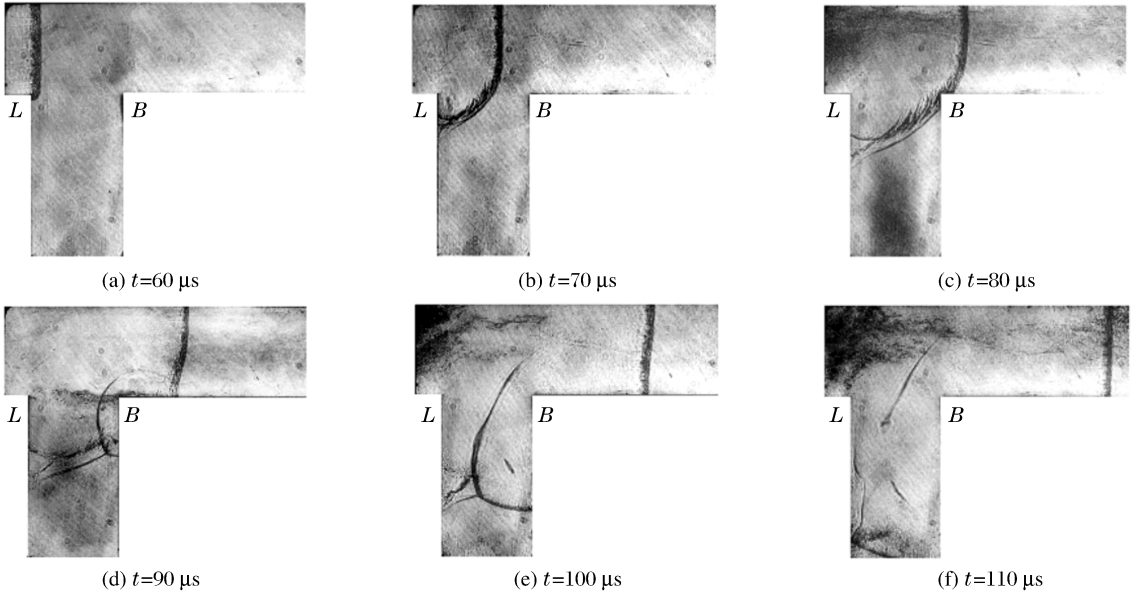 L B L B L B
(a) t=60 μs (b) t=70 μs (c) t=80 μs
L B L B L B
(d) t=90 μs (e) t=100 μs (f) t=110 μs